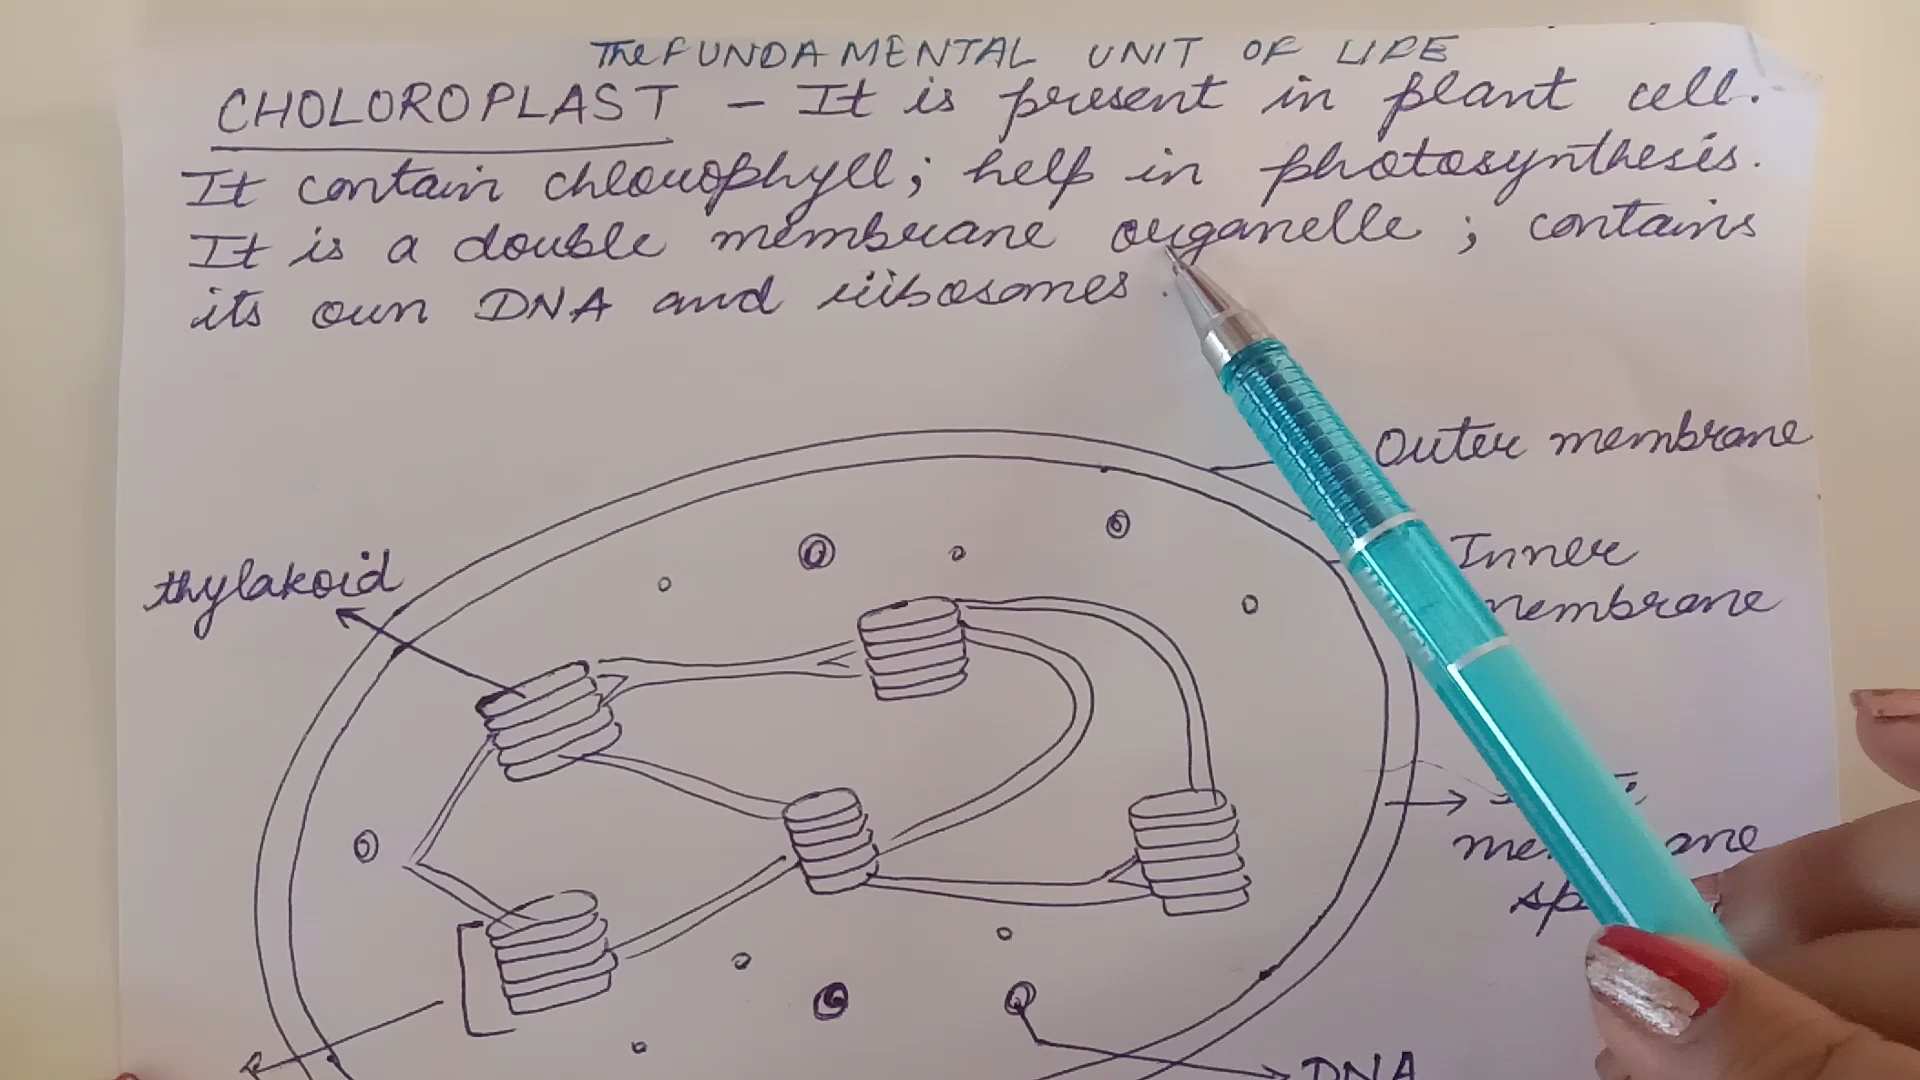 The FUNDAMENTAL UNIT OF LIFE
CHOLOROPLAST - It is present in plant cell.
It contain chlorophyll; help in photosynthesis.
It is a double membrane organelle; contains
its own DNA and ribosomes.
Outer membrane
thylakoid
Inner
membrane
DNA